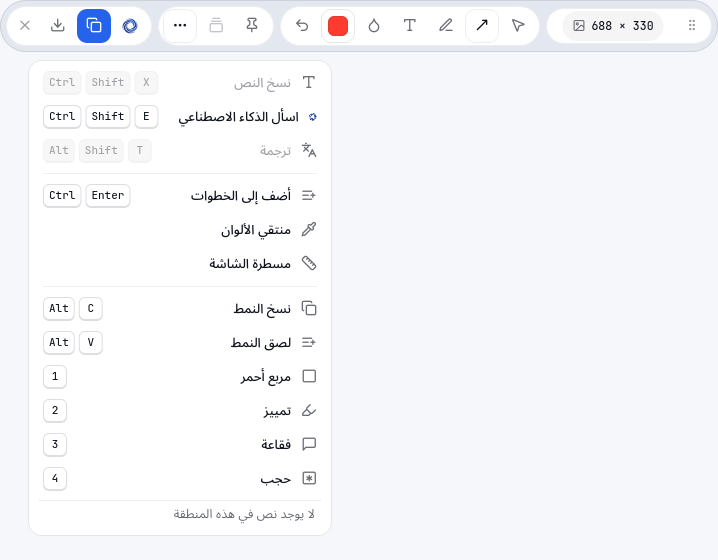 688 × 330
نسخ النص Ctrl Shift X
اسأل الذكاء الاصطناعي Ctrl Shift E
ترجمة Alt Shift T
أضف إلى الخطوات Ctrl Enter
منتقي الألوان
مسطرة الشاشة
نسخ النمط Alt C
لصق النمط Alt V
مربع أحمر 1
تمييز 2
فقاعة 3
حجب 4
لا يوجد نص في هذه المنطقة